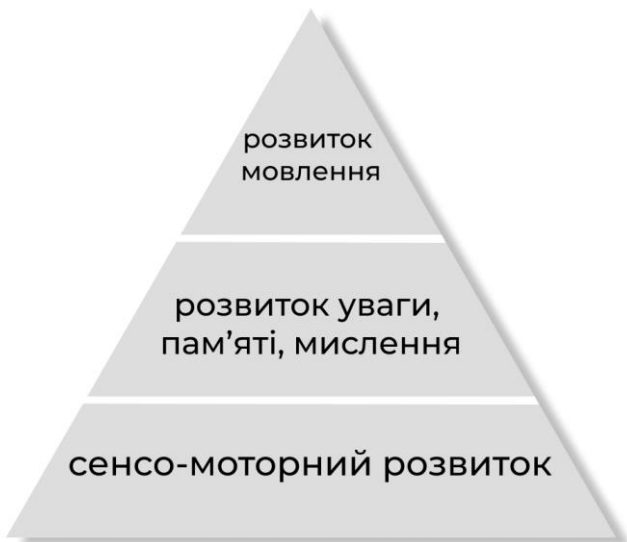 розвиток
мовлення
розвиток уваги,
пам’яті, мислення
сенсо-моторний розвиток